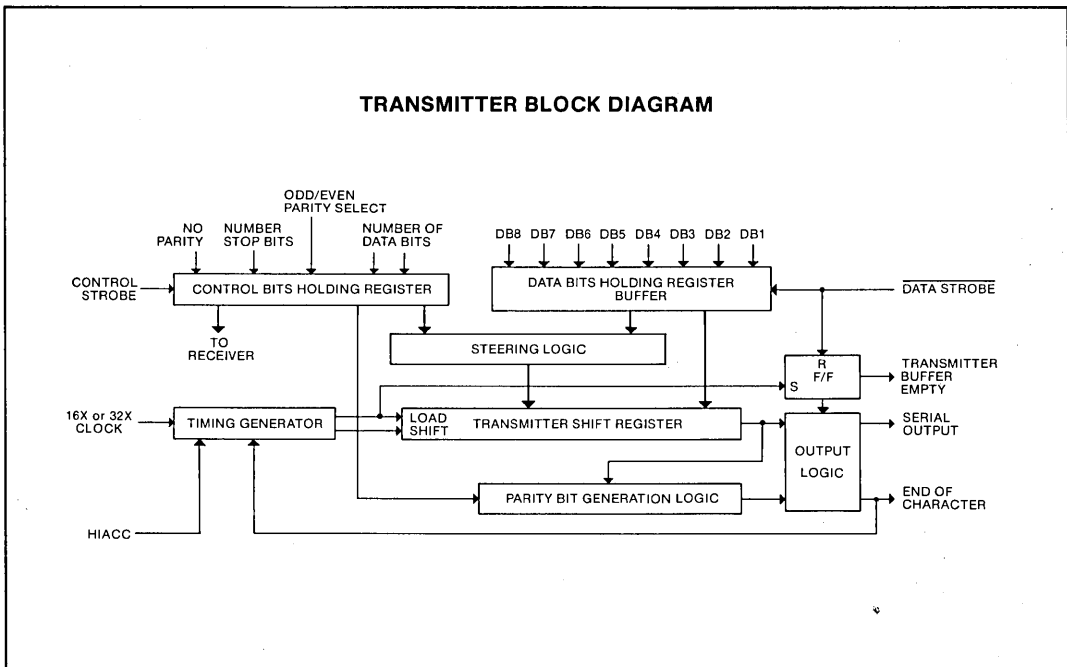 TRANSMITTER BLOCK DIAGRAM
ODD/EVEN
PARITY SELECT
NO
PARITY
NUMBER
STOP BITS
NUMBER OF
DATA BITS
DB8 DB7 DB6 DB5 DB4 DB3 DB2 DB1
CONTROL
STROBE
CONTROL BITS HOLDING REGISTER
DATA BITS HOLDING REGISTER
BUFFER
DATA STROBE
TO
RECEIVER
STEERING LOGIC
R
F/F
S
TRANSMITTER
BUFFER
EMPTY
16X or 32X
CLOCK
TIMING GENERATOR
LOAD
SHIFT
TRANSMITTER SHIFT REGISTER
SERIAL
OUTPUT
OUTPUT
LOGIC
PARITY BIT GENERATION LOGIC
END OF
CHARACTER
HIACC